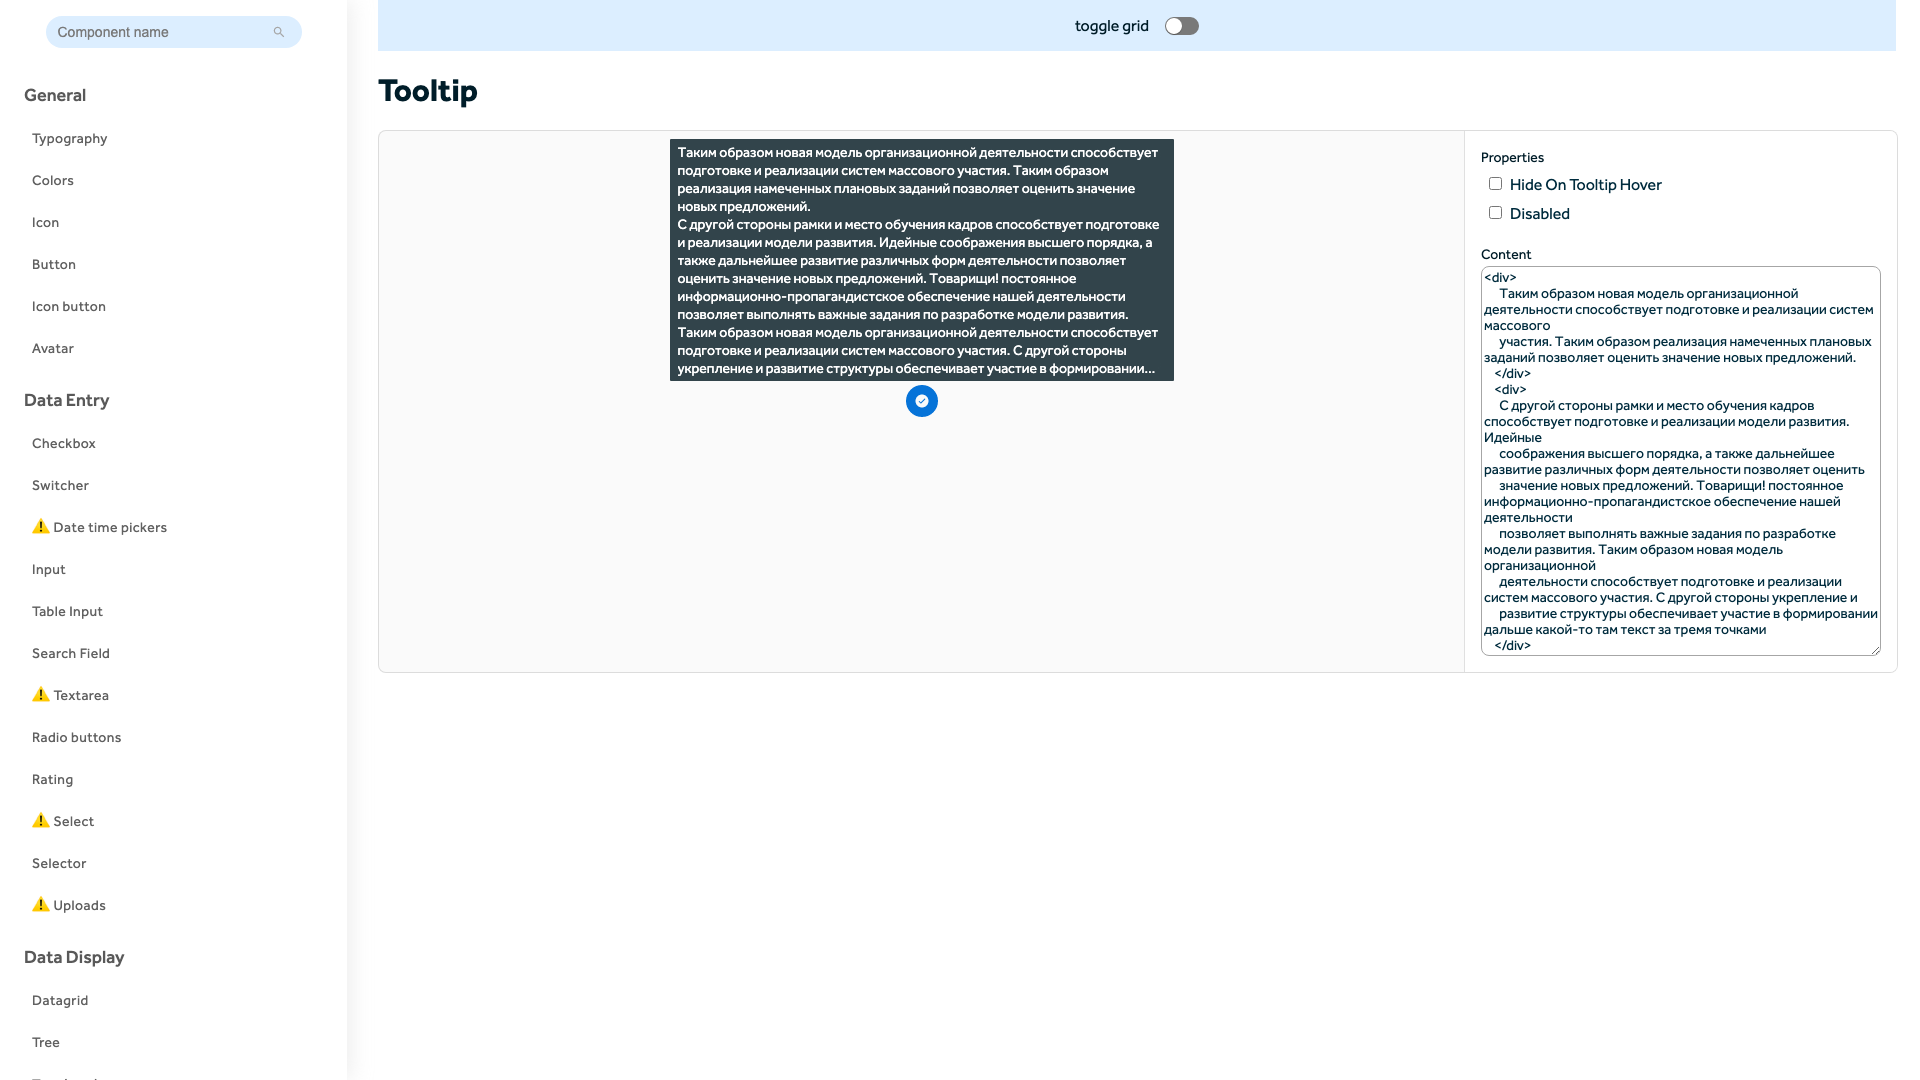 Component name
General
Typography
Colors
Icon
Button
Icon button
Avatar
Data Entry
Checkbox
Switcher
Date time pickers
Input
Table Input
Search Field
Textarea
Radio buttons
Rating
Select
Selector
Uploads
Data Display
Datagrid
Tree
toggle grid
Tooltip
Таким образом новая модель организационной деятельности способствует
подготовке и реализации систем массового участия. Таким образом
реализация намеченных плановых заданий позволяет оценить значение
новых предложений.
С другой стороны рамки и место обучения кадров способствует подготовке
и реализации модели развития. Идейные соображения высшего порядка, а
также дальнейшее развитие различных форм деятельности позволяет
оценить значение новых предложений. Товарищи! постоянное
информационно-пропагандистское обеспечение нашей деятельности
позволяет выполнять важные задания по разработке модели развития.
Таким образом новая модель организационной деятельности способствует
подготовке и реализации систем массового участия. С другой стороны
укрепление и развитие структуры обеспечивает участие в формировании...
Properties
Hide On Tooltip Hover
Disabled
Content
<div>
Таким образом новая модель организационной
деятельности способствует подготовке и реализации систем
массового
участия. Таким образом реализация намеченных плановых
заданий позволяет оценить значение новых предложений.
</div>
<div>
С другой стороны рамки и место обучения кадров
способствует подготовке и реализации модели развития.
Идейные
соображения высшего порядка, а также дальнейшее
развитие различных форм деятельности позволяет оценить
значение новых предложений. Товарищи! постоянное
информационно-пропагандистское обеспечение нашей
деятельности
позволяет выполнять важные задания по разработке
модели развития. Таким образом новая модель
организационной
деятельности способствует подготовке и реализации
систем массового участия. С другой стороны укрепление и
развитие структуры обеспечивает участие в формировании
дальше какой-то там текст за тремя точками
</div>